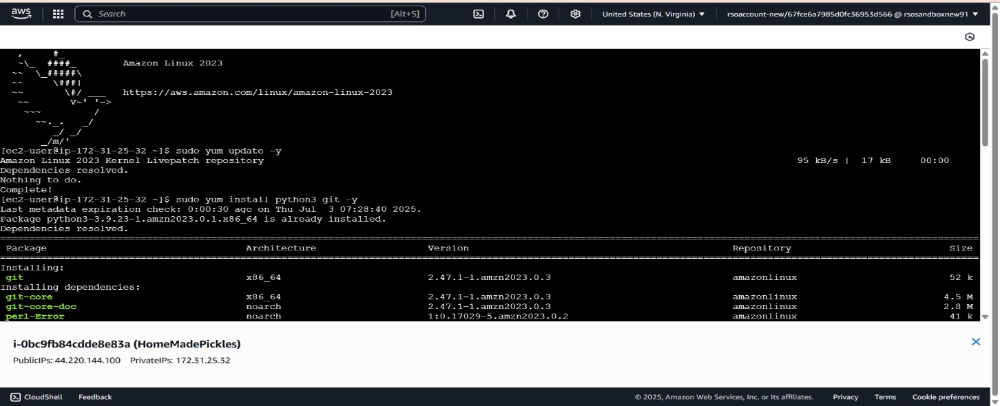 aws Search [Alt+S] United States (N. Virginia) ▼ rsoaccount-new/67fce6a7985d0fc36953d566 @ rsosandboxnew91 ▼
   ,     #_
   ~\_  ####_        Amazon Linux 2023
  ~~  \_#####\
  ~~     \###|
  ~~       \#/ ___   https://aws.amazon.com/linux/amazon-linux-2023
   ~~       V~' '->
    ~~~         /
      ~~._.   _/
         _/ _/
       _/m/'
[ec2-user@ip-172-31-25-32 ~]$ sudo yum update -y
Amazon Linux 2023 Kernel Livepatch repository 95 kB/s | 17 kB 00:00
Dependencies resolved.
Nothing to do.
Complete!
[ec2-user@ip-172-31-25-32 ~]$ sudo yum install python3 git -y
Last metadata expiration check: 0:00:30 ago on Thu Jul  3 07:28:40 2025.
Package python3-3.9.23-1.amzn2023.0.1.x86_64 is already installed.
Dependencies resolved.
Package Architecture Version Repository Size
Installing:
git x86_64 2.47.1-1.amzn2023.0.3 amazonlinux 52 k
Installing dependencies:
git-core x86_64 2.47.1-1.amzn2023.0.3 amazonlinux 4.5 M
git-core-doc noarch 2.47.1-1.amzn2023.0.3 amazonlinux 2.8 M
perl-Error noarch 1:0.17029-5.amzn2023.0.2 amazonlinux 41 k
i-0bc9fb84cdde8e83a (HomeMadePickles)
PublicIPs: 44.220.144.100 PrivateIPs: 172.31.25.32
CloudShell Feedback © 2025, Amazon Web Services, Inc. or its affiliates. Privacy Terms Cookie preferences